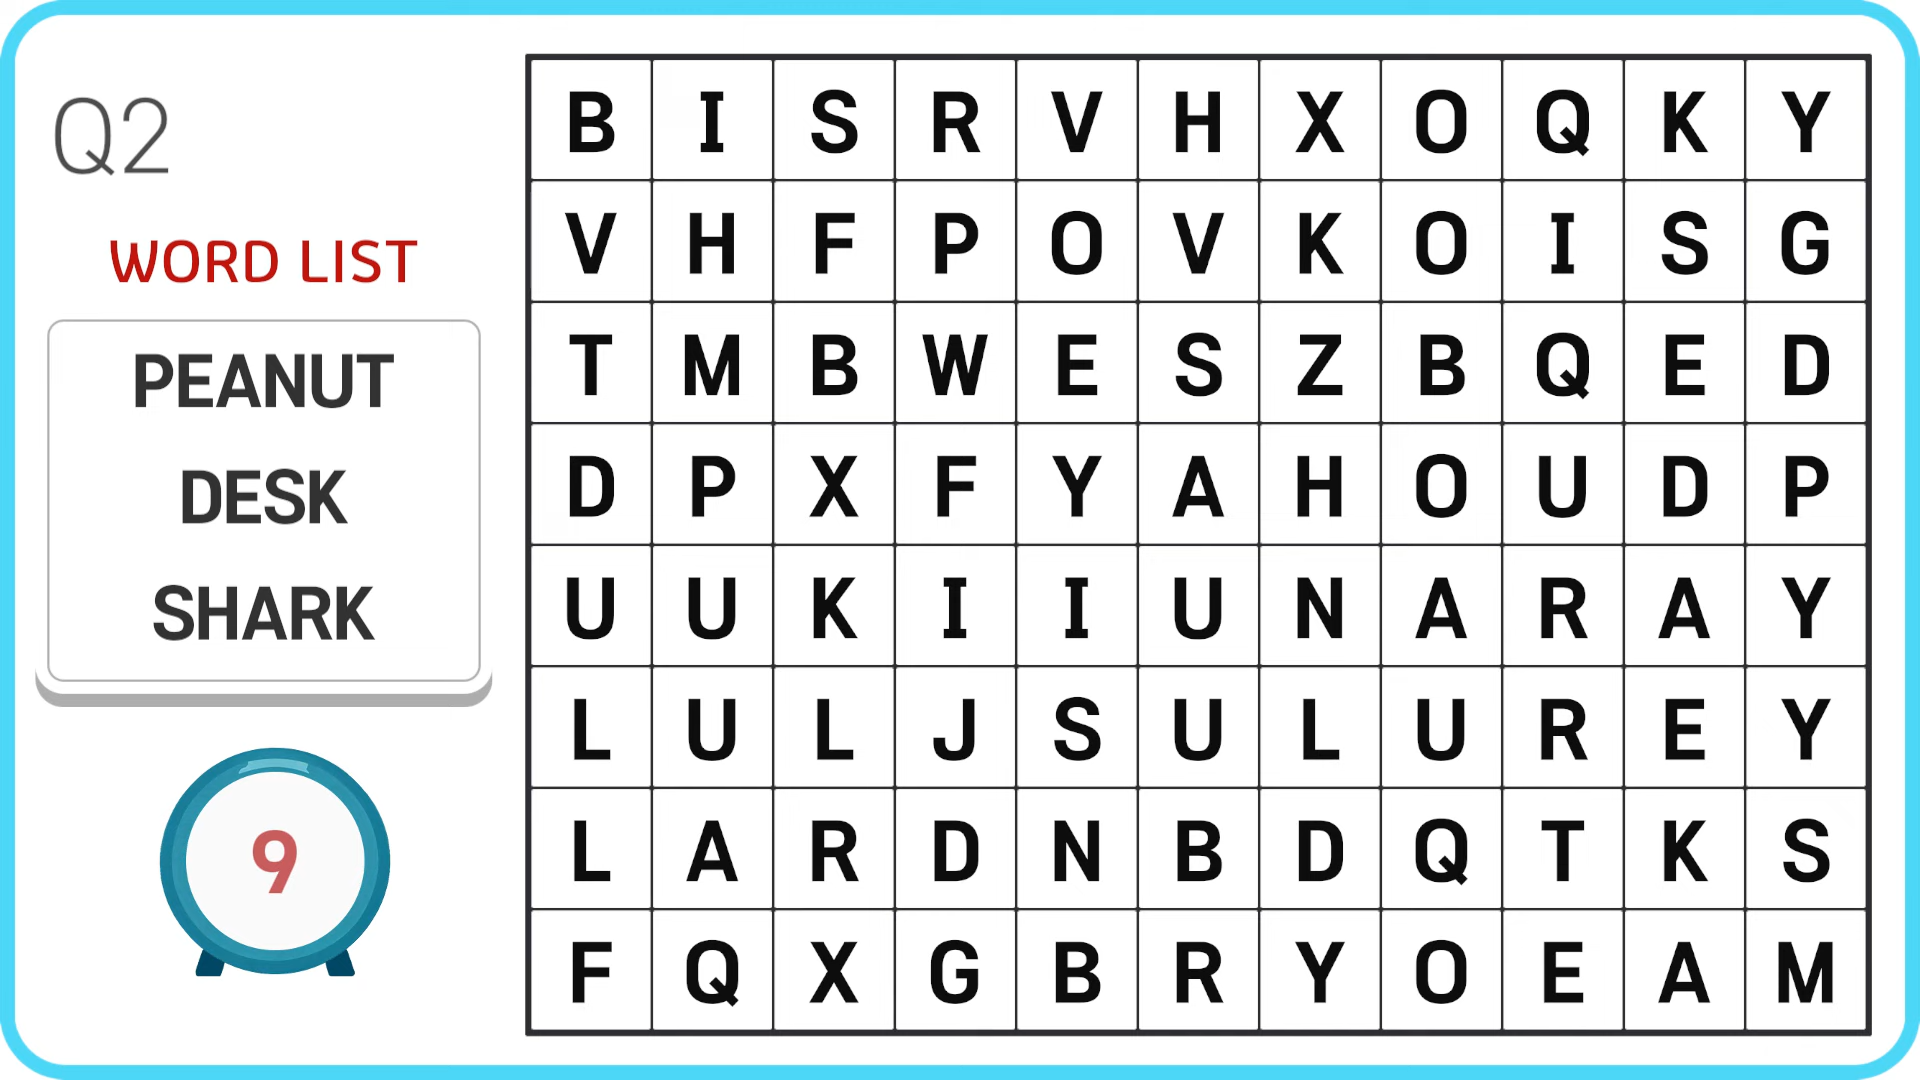 Q2
WORD LIST
PEANUT
DESK
SHARK
9
B I S R V H X O Q K Y
V H F P O V K O I S G
T M B W E S Z B Q E D
D P X F Y A H O U D P
U U K I I U N A R A Y
L U L J S U L U R E Y
L A R D N B D Q T K S
F Q X G B R Y O E A M